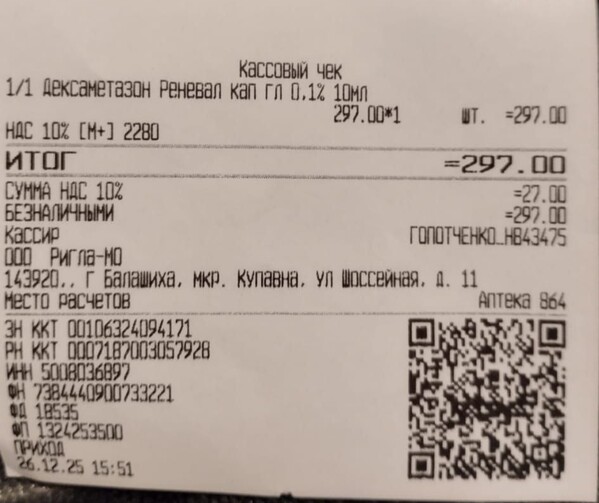 Кассовый чек
1/1 Дексаметазон Реневал кап гл 0,1% 10мл
297.00*1 шт. =297.00
НДС 10% [М+] 2280
ИТОГ =297.00
СУММА НДС 10% =27.00
БЕЗНАЛИЧНЫМИ =297.00
Кассир ГОЛОТЧЕНКО_НВ43475
ООО Ригла-МО
143920,, г Балашиха, мкр. Купавна, ул Шоссейная, д. 11
Место расчетов Аптека 864
ЗН ККТ 00106324094171
РН ККТ 0007187003057928
ИНН 5008036897
ФН 7384440900733221
ФД 18535
ФП 1324253500
ПРИХОД
26.12.25 15:51